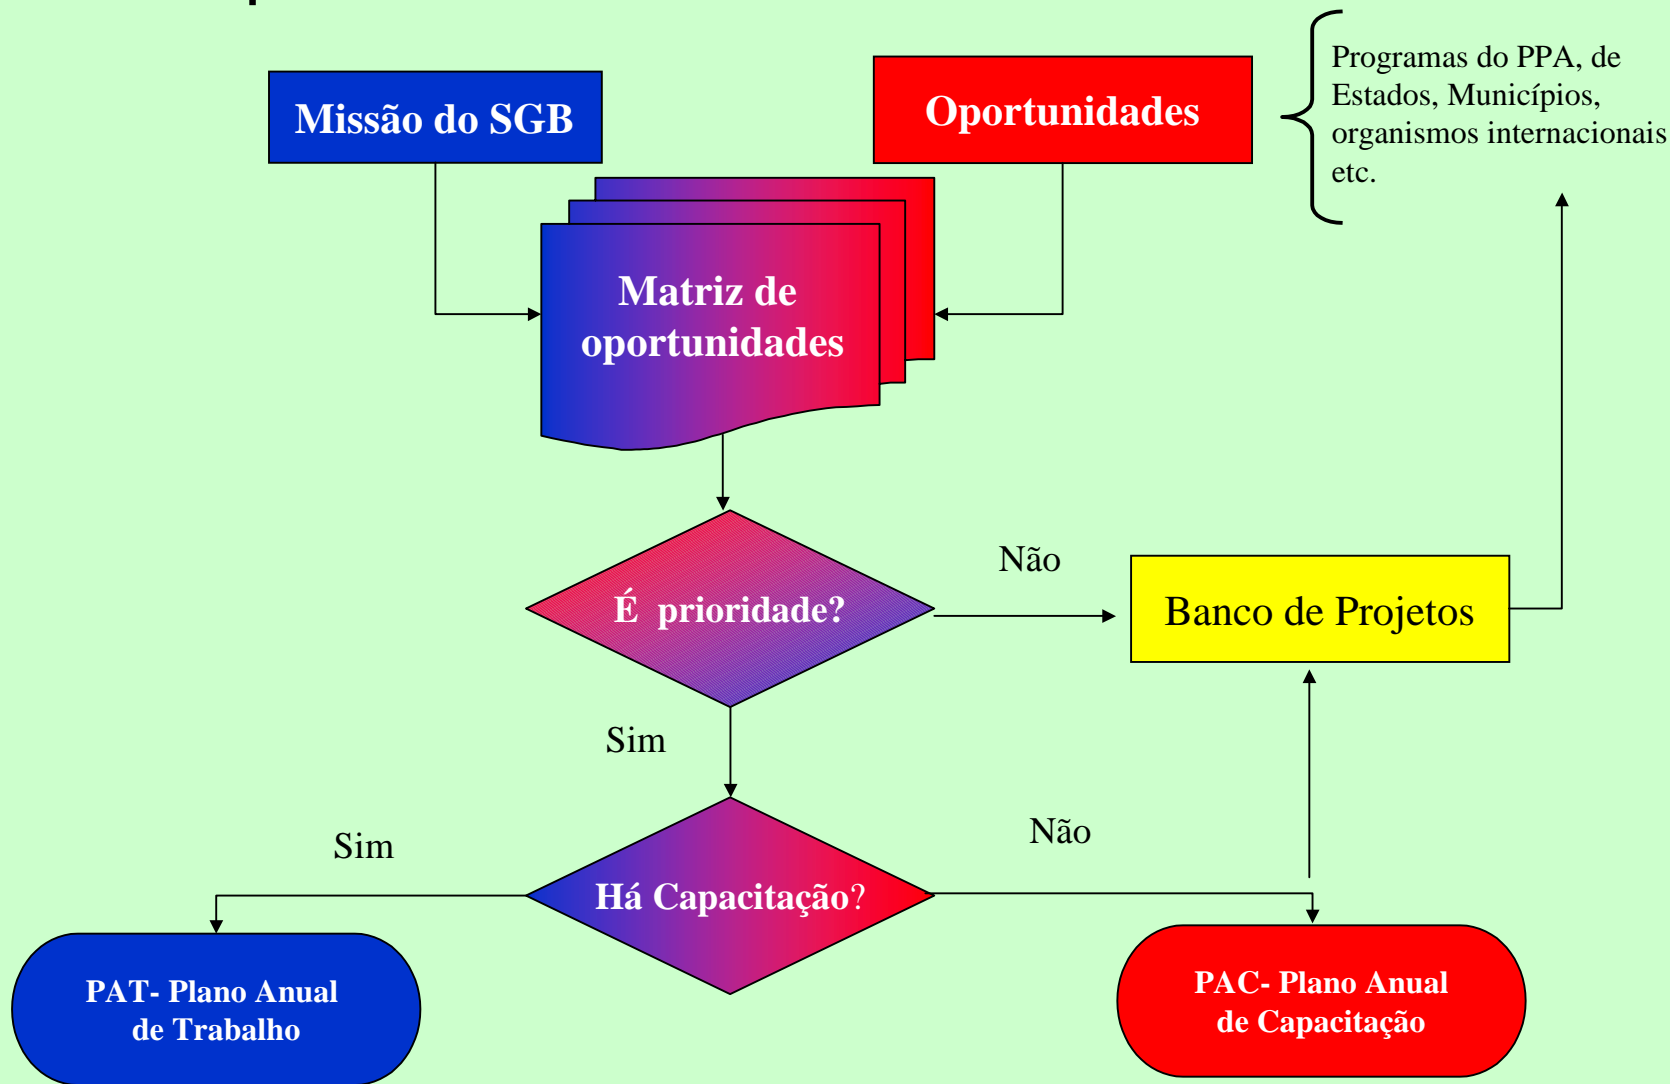 Missão do SGB
Oportunidades
Programas do PPA, de
Estados, Municípios,
organismos internacionais
etc.
Matriz de
oportunidades
É prioridade?
Não
Banco de Projetos
Sim
Há Capacitação?
Sim
Não
PAT- Plano Anual
de Trabalho
PAC- Plano Anual
de Capacitação